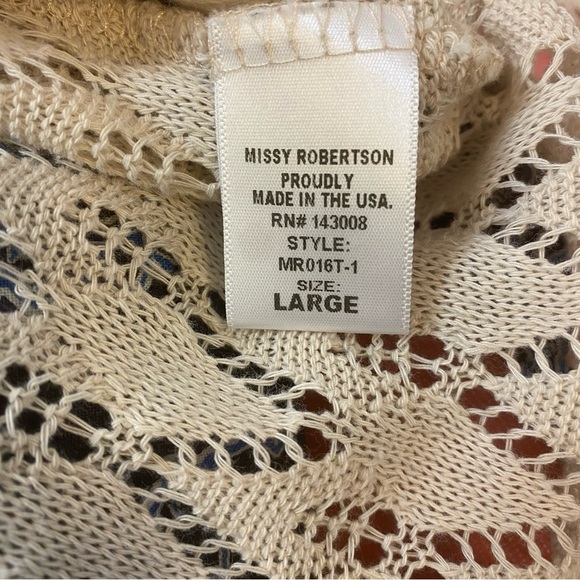 MISSY ROBERTSON
PROUDLY
MADE IN THE USA.
RN# 143008
STYLE:
MR016T-1
SIZE:
LARGE